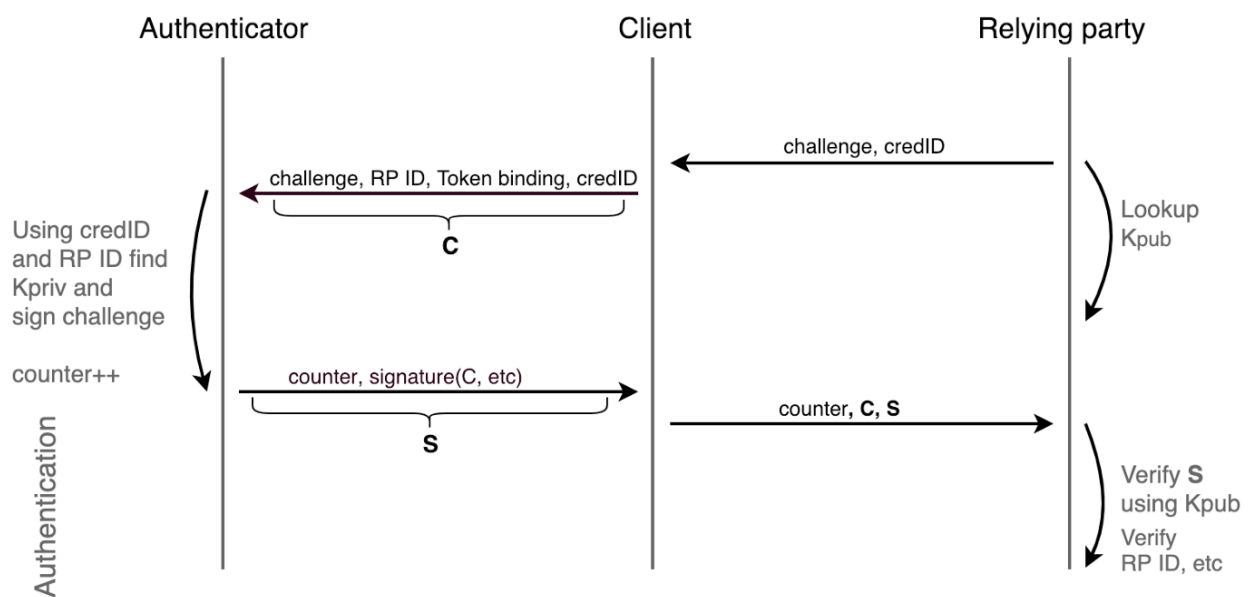 Authenticator
Client
Relying party
challenge, credID
challenge, RP ID, Token binding, credID
C
Lookup
Kpub
Using credID
and RP ID find
Kpriv and
sign challenge
counter++
counter, signature(C, etc)
S
counter, C, S
Verify S
using Kpub
Verify
RP ID, etc
Authentication